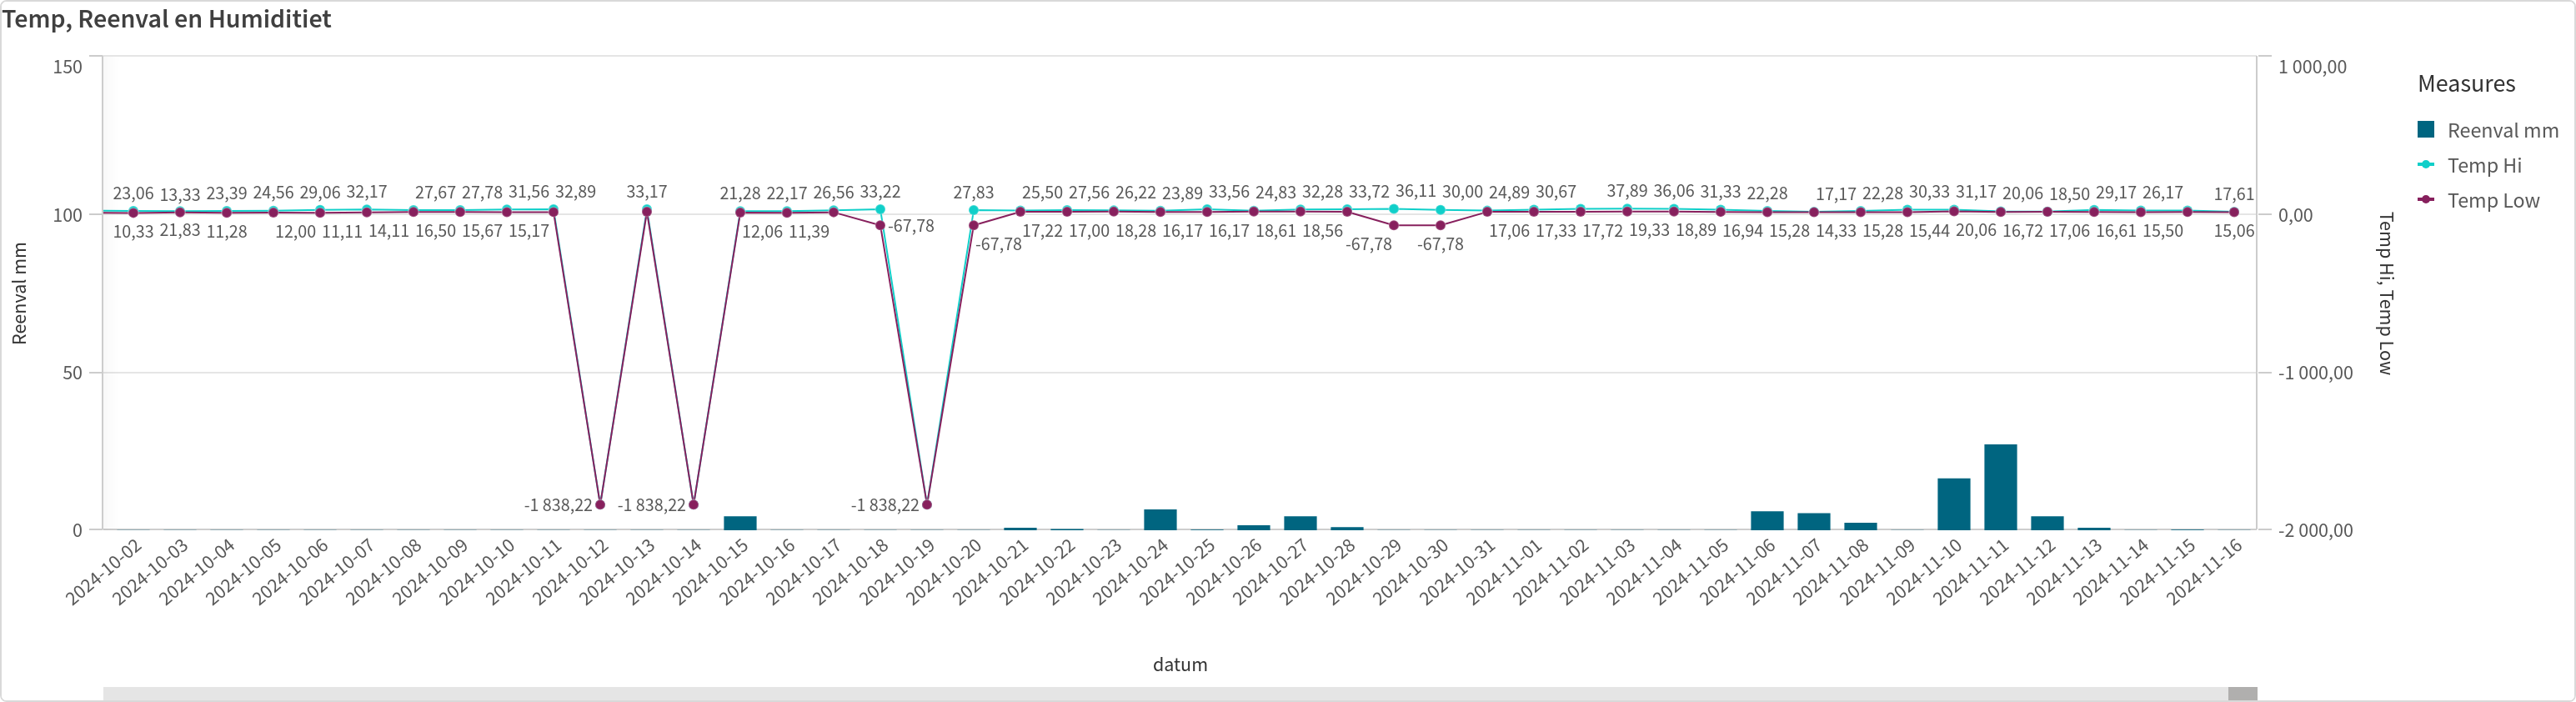 Temp, Reenval en Humiditiet
150
100
50
0
Reenval mm
1 000,00
0,00
-1 000,00
-2 000,00
Temp Hi, Temp Low
Measures
Reenval mm
Temp Hi
Temp Low
23,06 13,33 23,39 24,56 29,06 32,17 27,67 27,78 31,56 32,89 33,17 21,28 22,17 26,56 33,22 27,83 25,50 27,56 26,22 23,89 33,56 24,83 32,28 33,72 36,11 30,00 24,89 30,67 37,89 36,06 31,33 22,28 17,17 22,28 30,33 31,17 20,06 18,50 29,17 26,17 17,61
10,33 21,83 11,28 12,00 11,11 14,11 16,50 15,67 15,17 12,06 11,39 -67,78 -67,78 17,22 17,00 18,28 16,17 16,17 18,61 18,56 -67,78 -67,78 17,06 17,33 17,72 19,33 18,89 16,94 15,28 14,33 15,28 15,44 20,06 16,72 17,06 16,61 15,50 15,06
-1 838,22 -1 838,22 -1 838,22
2024-10-02 2024-10-03 2024-10-04 2024-10-05 2024-10-06 2024-10-07 2024-10-08 2024-10-09 2024-10-10 2024-10-11 2024-10-12 2024-10-13 2024-10-14 2024-10-15 2024-10-16 2024-10-17 2024-10-18 2024-10-19 2024-10-20 2024-10-21 2024-10-22 2024-10-23 2024-10-24 2024-10-25 2024-10-26 2024-10-27 2024-10-28 2024-10-29 2024-10-30 2024-10-31 2024-11-01 2024-11-02 2024-11-03 2024-11-04 2024-11-05 2024-11-06 2024-11-07 2024-11-08 2024-11-09 2024-11-10 2024-11-11 2024-11-12 2024-11-13 2024-11-14 2024-11-15 2024-11-16
datum